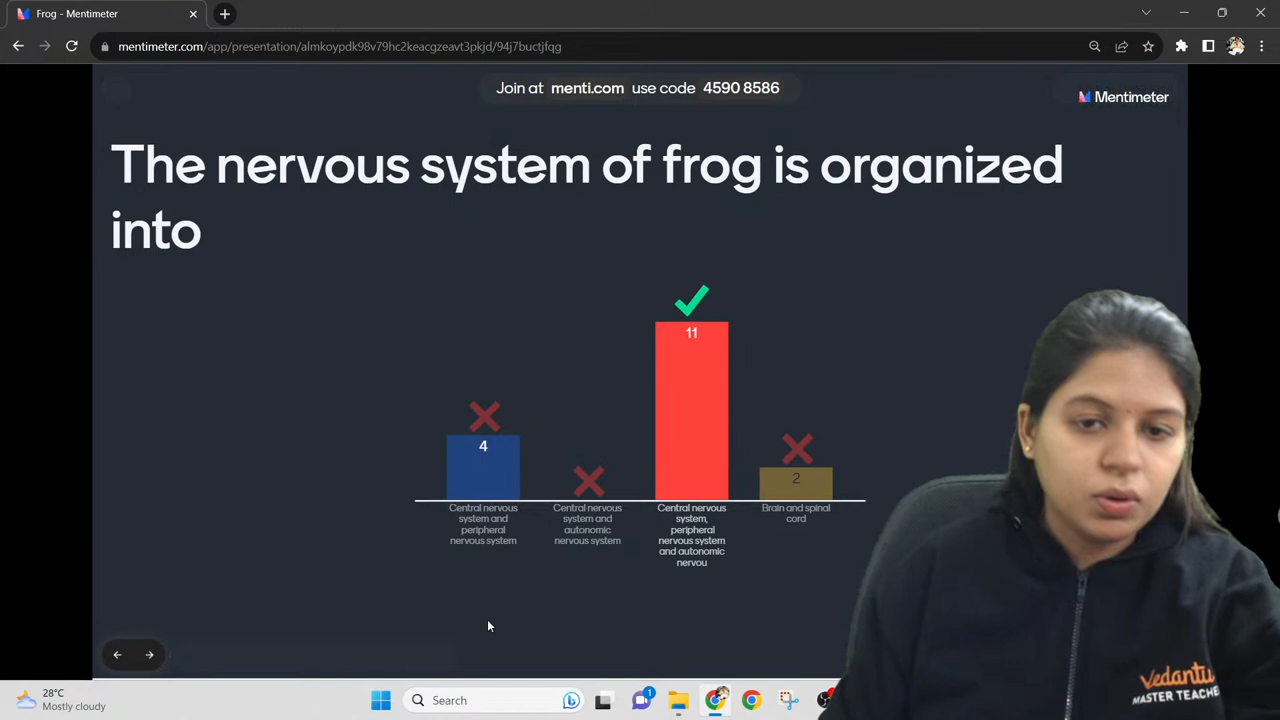 Frog - Mentimeter
mentimeter.com/app/presentation/almkoypdk98v79hc2keacgzeavt3pkjd/94j7buctjfqg
Join at menti.com use code 4590 8586
Mentimeter
The nervous system of frog is organized
into
11
4
2
Central nervous
system and
peripheral
nervous system
Central nervous
system and
autonomic
nervous system
Central nervous
system,
peripheral
nervous system
and autonomic
nervou
Brain and spinal
cord
Vedantu
MASTER TEACHE
28°C
Mostly cloudy
Search
1